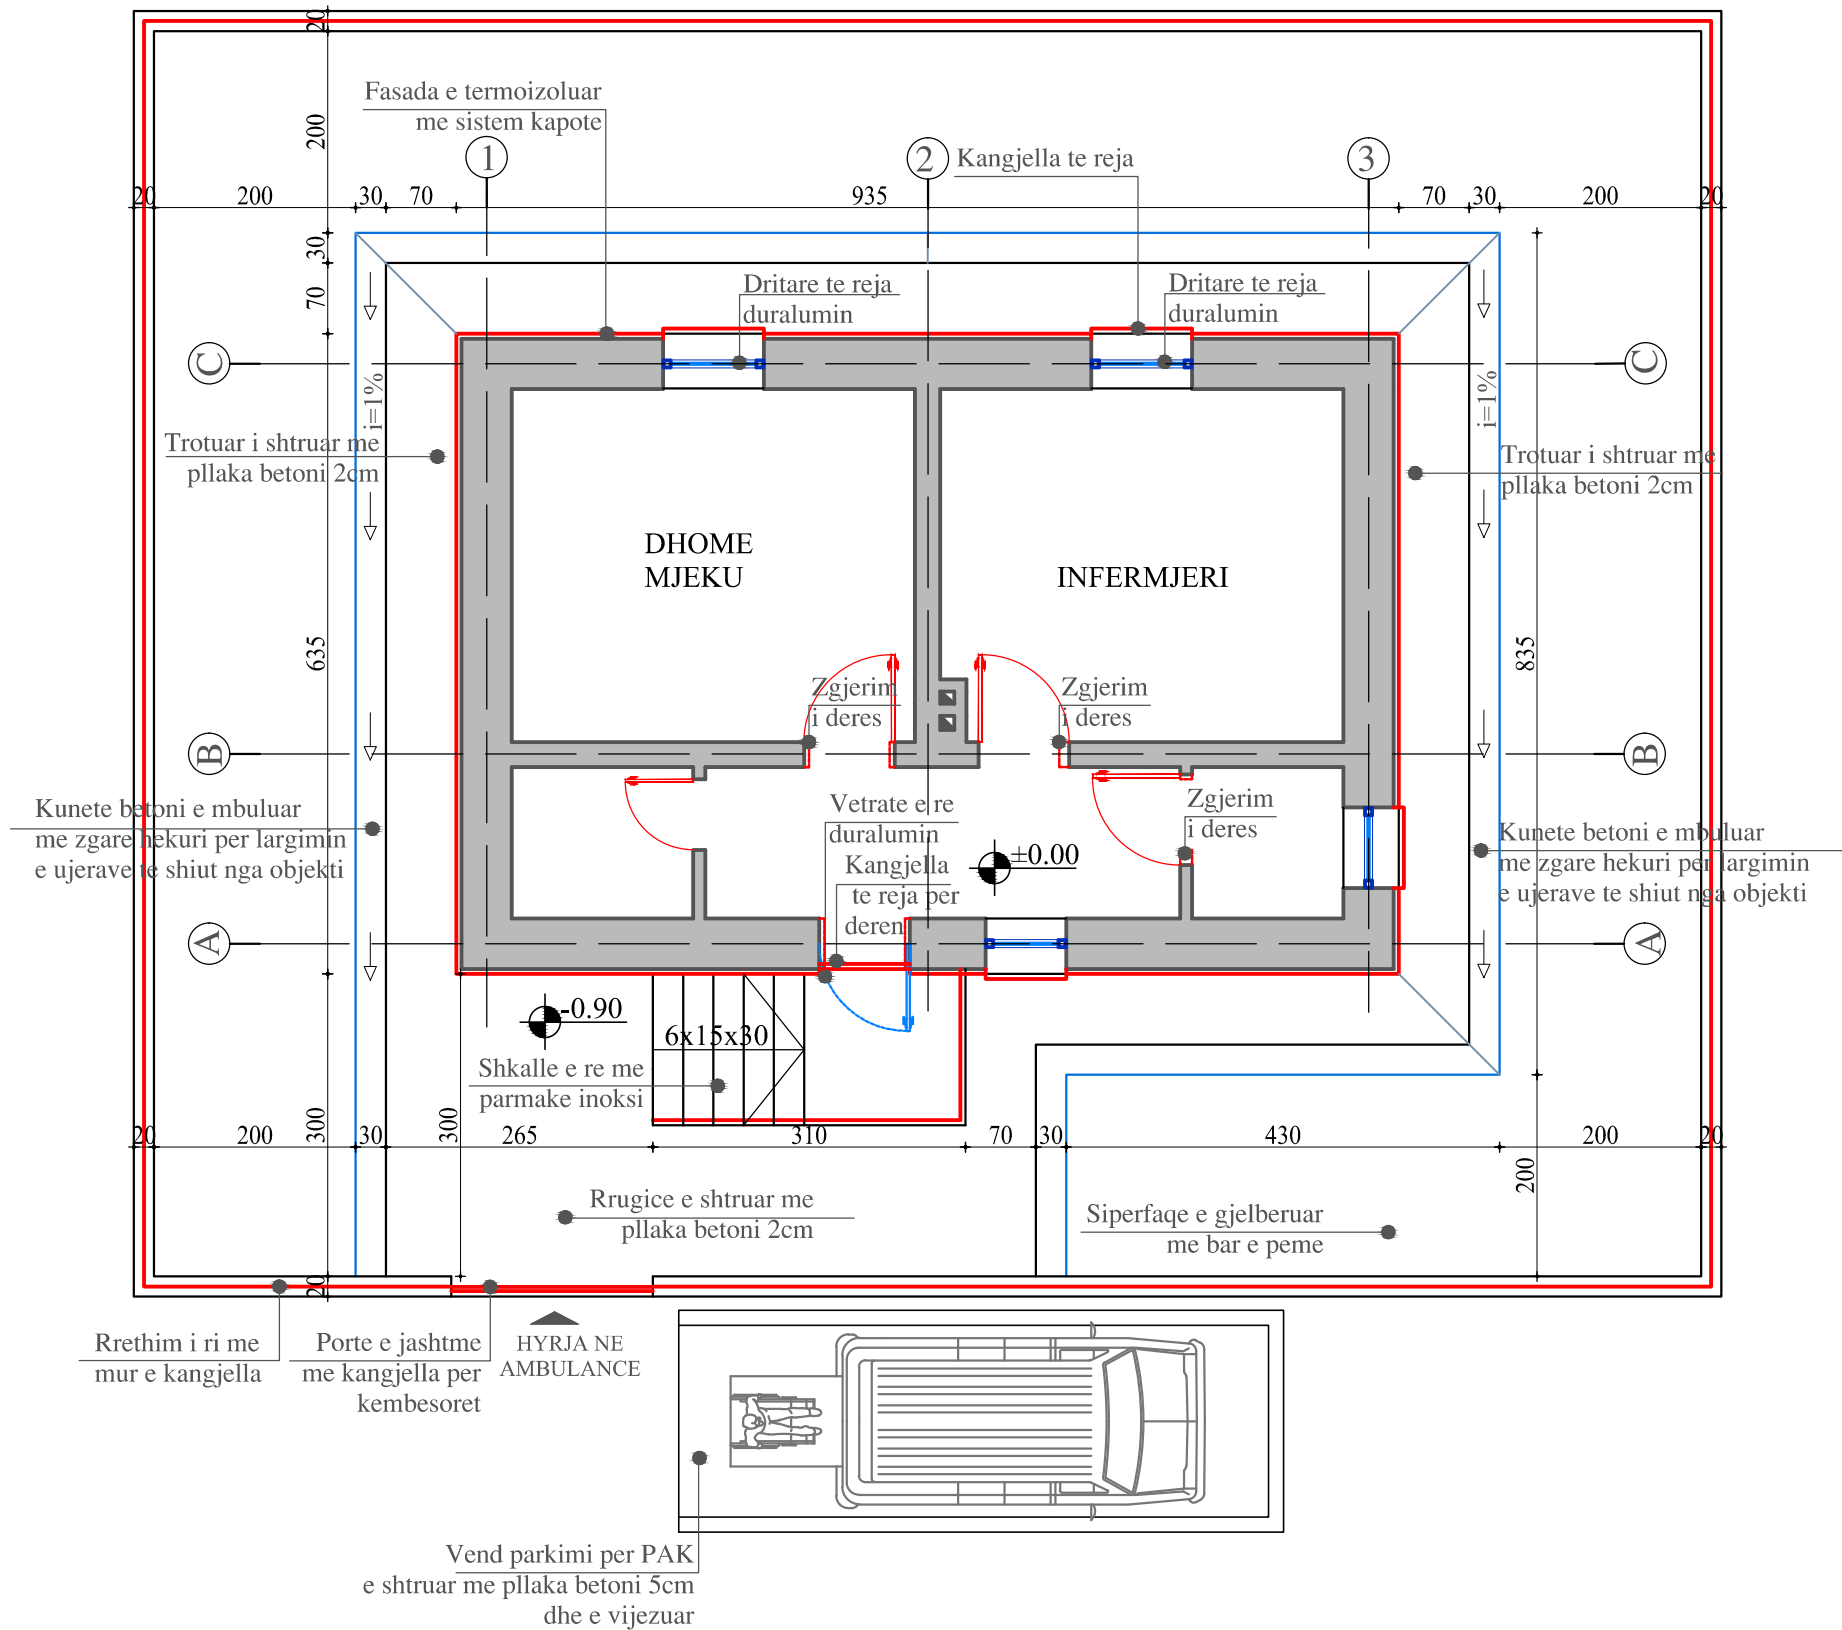 20
200
Fasada e termoizoluar
me sistem kapote
1
2
Kangjella te reja
3
20
200
30
70
935
70
30
200
20
30
70
Dritare te reja
duralumin
Dritare te reja
duralumin
C
C
i=1%
i=1%
Trotuar i shtruar me
pllaka betoni 2cm
Trotuar i shtruar me
pllaka betoni 2cm
DHOME
MJEKU
INFERMJERI
635
835
Zgjerim
i deres
Zgjerim
i deres
B
B
Kunete betoni e mbuluar
me zgare hekuri per largimin
e ujerave te shiut nga objekti
Vetrate e re
duralumin
Kangjella
te reja per
deren
Zgjerim
i deres
±0.00
Kunete betoni e mbuluar
me zgare hekuri per largimin
e ujerave te shiut nga objekti
A
A
-0.90
6x15x30
Shkalle e re me
parmake inoksi
300
300
20
200
30
265
310
70
30
430
200
20
200
Rrugice e shtruar me
pllaka betoni 2cm
Siperfaqe e gjelberuar
me bar e peme
20
Rrethim i ri me
mur e kangjella
Porte e jashtme
me kangjella per
kembesoret
HYRJA NE
AMBULANCE
Vend parkimi per PAK
e shtruar me pllaka betoni 5cm
dhe e vijezuar